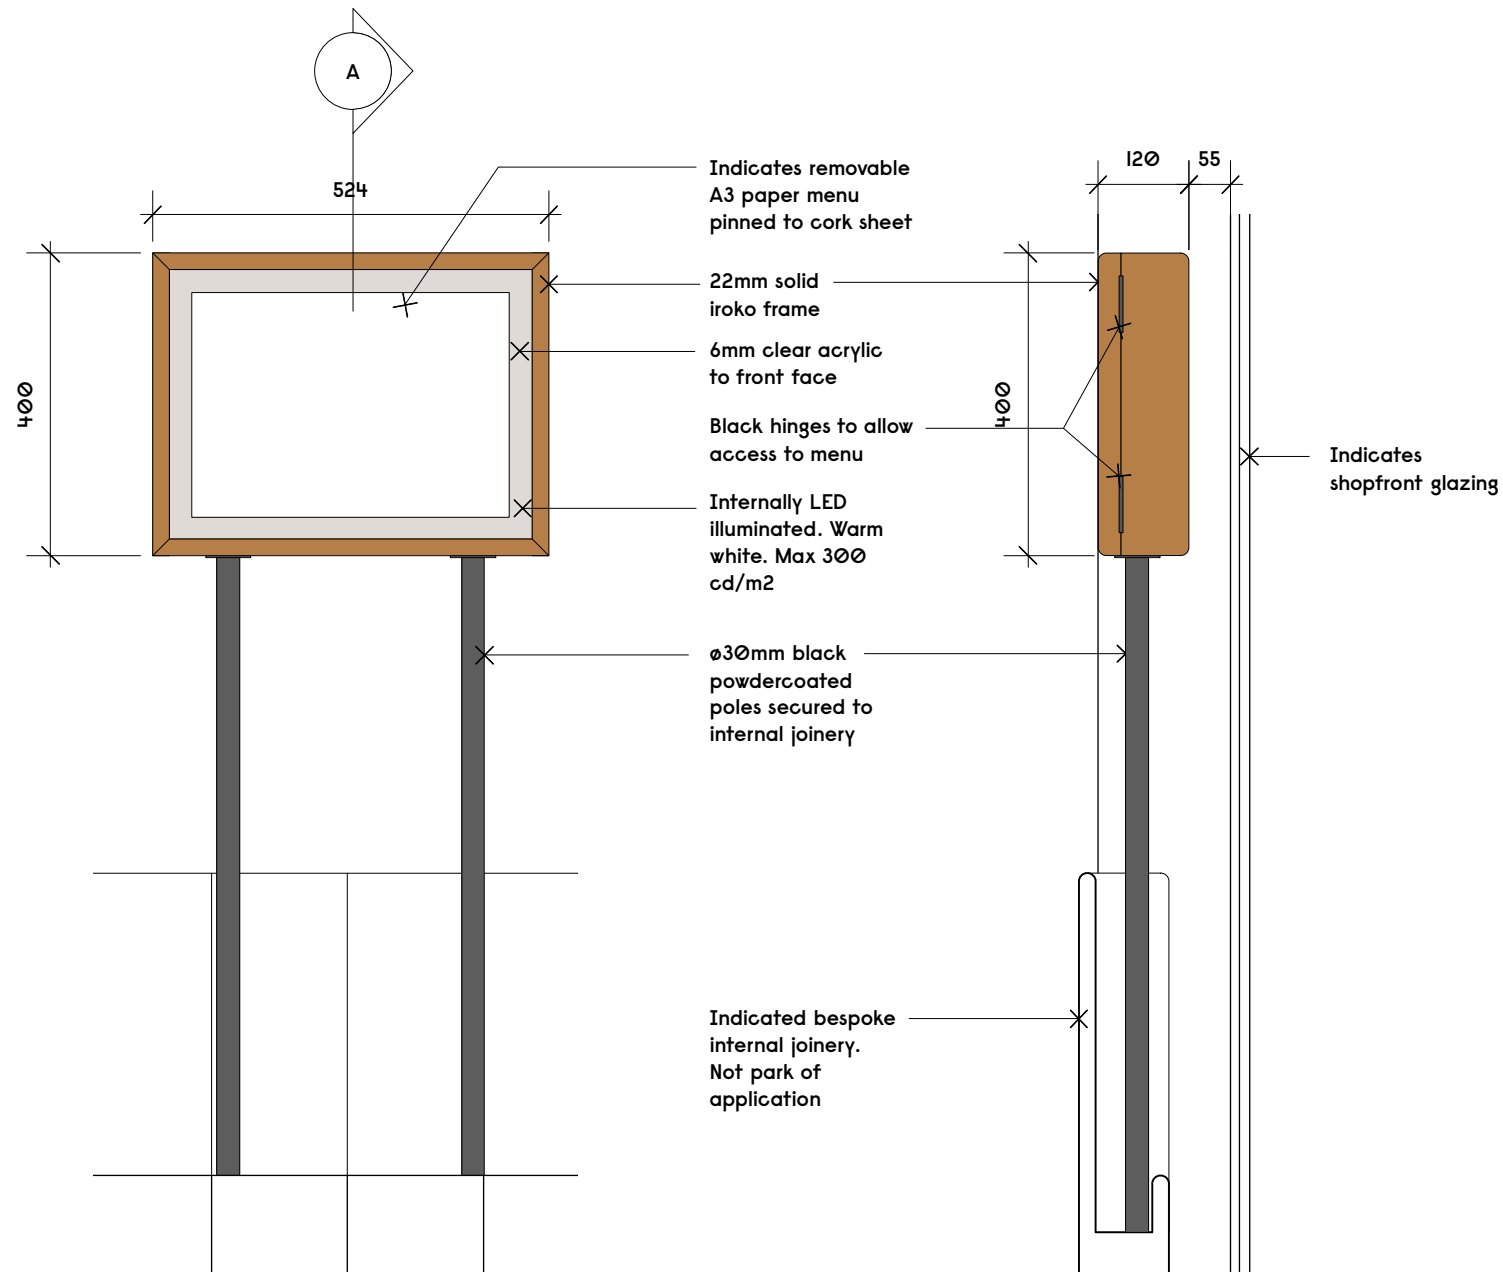 A
524
400
Indicates removable
A3 paper menu
pinned to cork sheet
22mm solid
iroko frame
6mm clear acrylic
to front face
Black hinges to allow
access to menu
Internally LED
illuminated. Warm
white. Max 300
cd/m2
ø30mm black
powdercoated
poles secured to
internal joinery
Indicated bespoke
internal joinery.
Not park of
application
120
55
400
Indicates
shopfront glazing